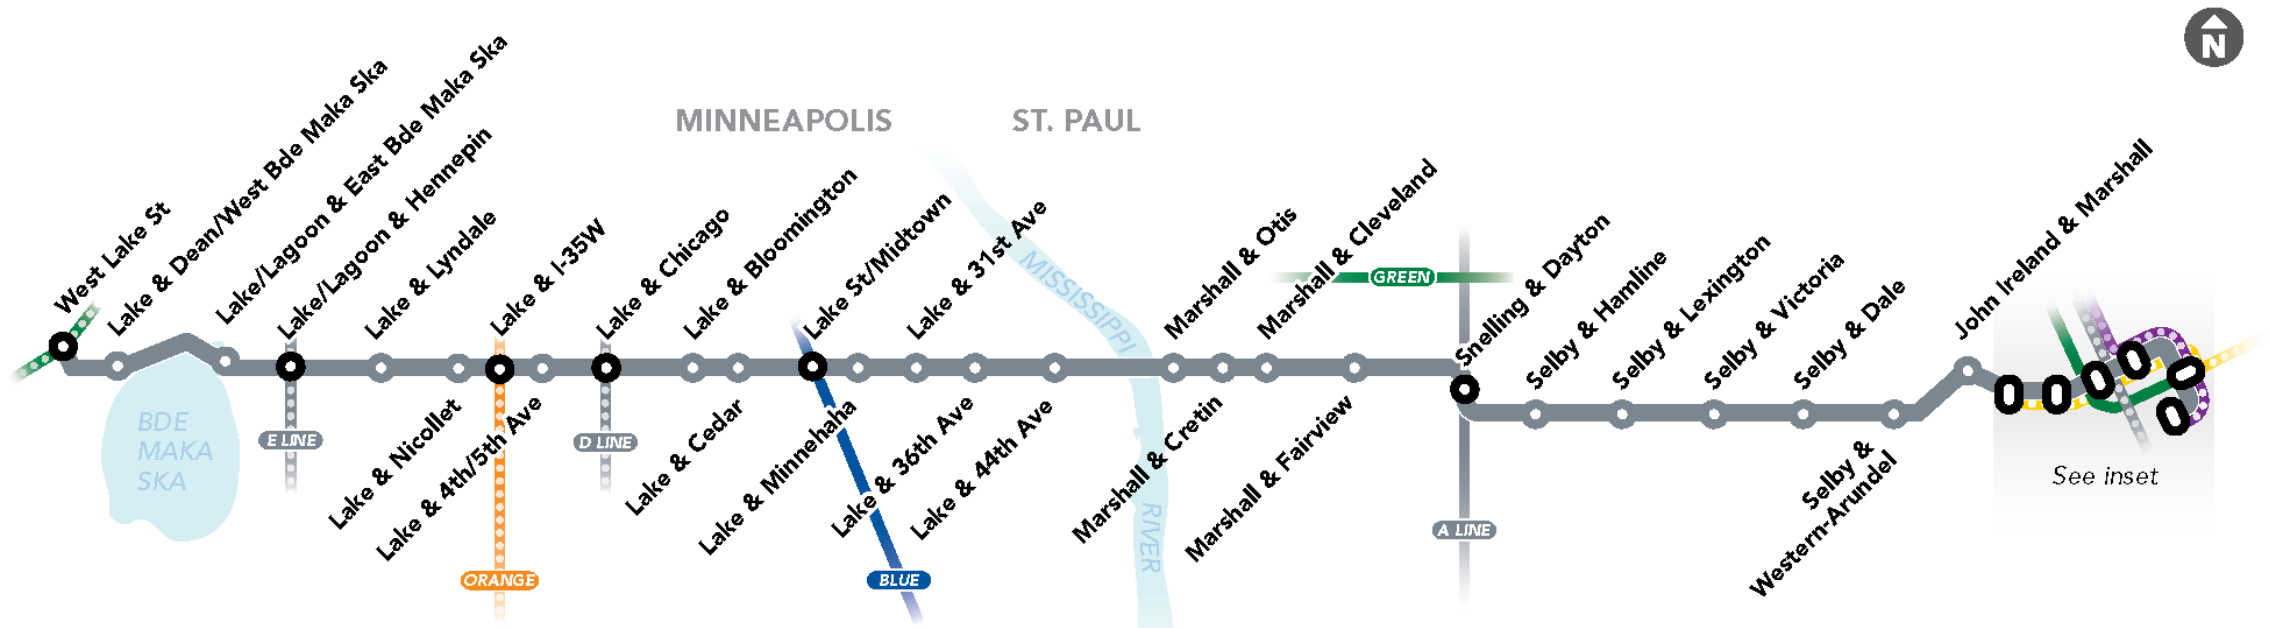 N
MINNEAPOLIS
ST. PAUL
West Lake St
Lake & Dean/West Bde Maka Ska
Lake/Lagoon & East Bde Maka Ska
Lake/Lagoon & Hennepin
Lake & Lyndale
Lake & I-35W
Lake & Chicago
Lake & Bloomington
Lake St/Midtown
Lake & 31st Ave
Marshall & Otis
Marshall & Cleveland
Snelling & Dayton
Selby & Hamline
Selby & Lexington
Selby & Victoria
Selby & Dale
John Ireland & Marshall
MISSISSIPPI
RIVER
GREEN
BDE
MAKA
SKA
E LINE
Lake & Nicollet
Lake & 4th/5th Ave
ORANGE
D LINE
Lake & Cedar
Lake & Minnehaha
Lake & 36th Ave
BLUE
Lake & 44th Ave
Marshall & Cretin
Marshall & Fairview
A LINE
Selby &
Western-Arundel
See inset